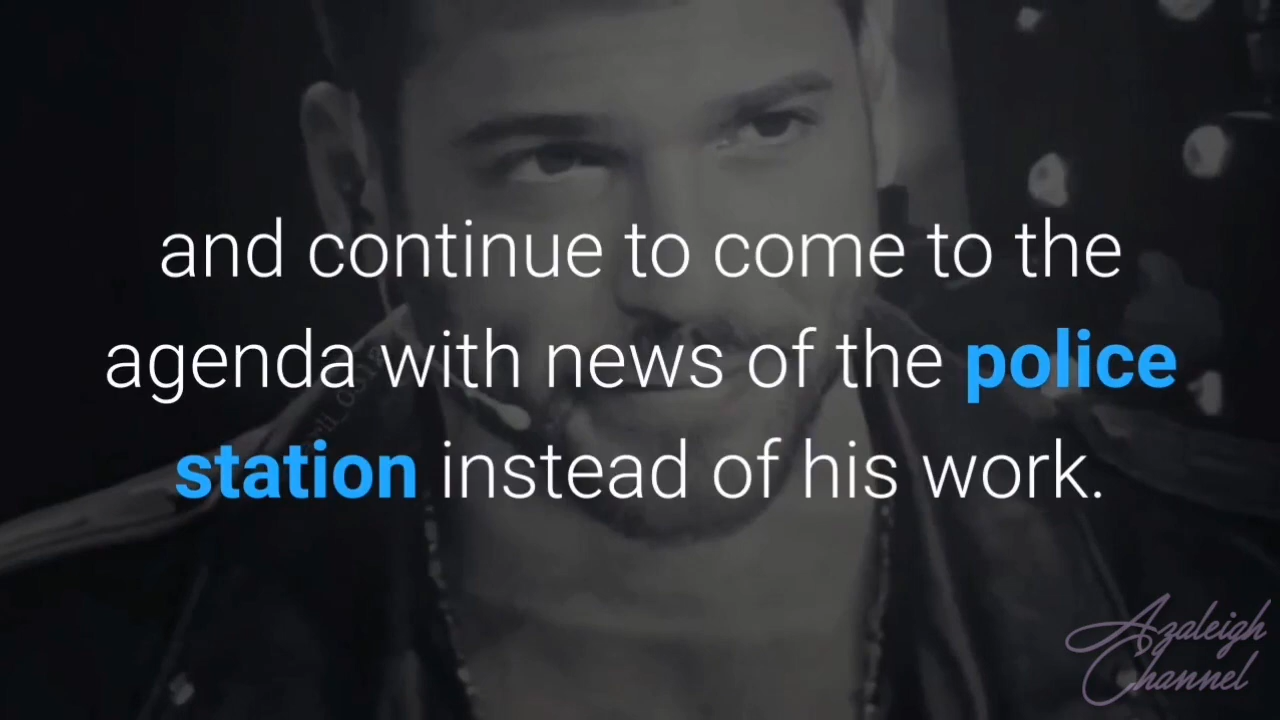 and continue to come to the
agenda with news of the police
station instead of his work.
Azaleigh
Channel